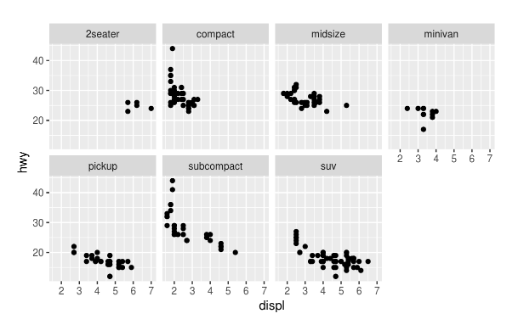 2seater compact midsize minivan
40
30
20
2 3 4 5 6 7
hwy
pickup subcompact suv
40
30
20
2 3 4 5 6 7 2 3 4 5 6 7 2 3 4 5 6 7
displ